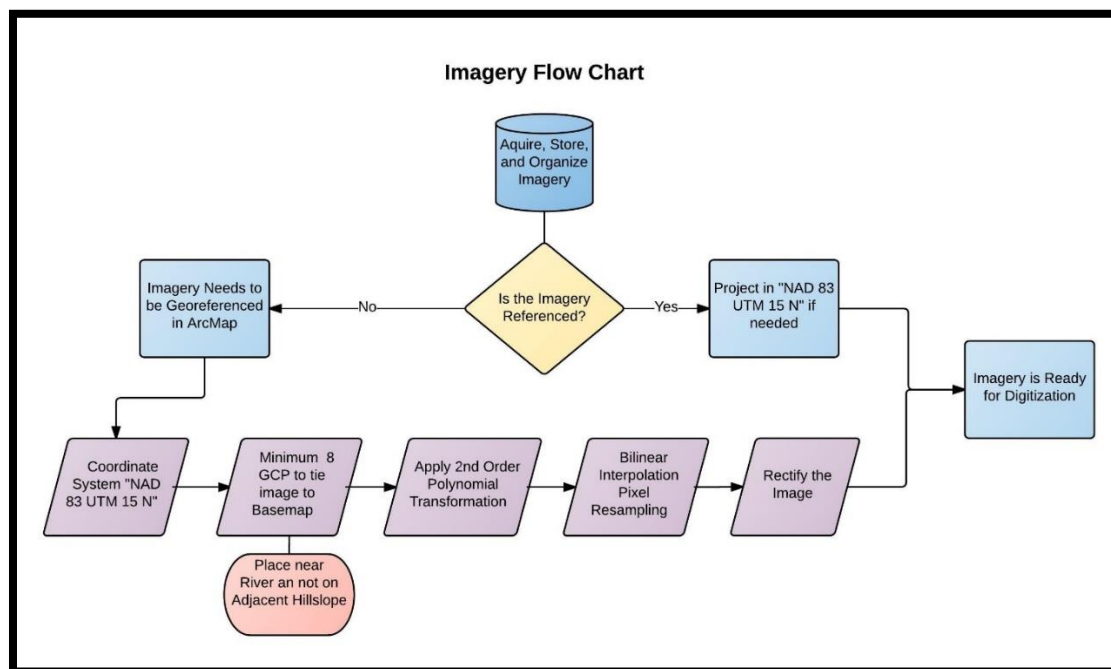 Imagery Flow Chart
Aquire, Store,
and Organize
Imagery
Is the Imagery
Referenced?
No
Yes
Imagery Needs to
be Georeferenced
in ArcMap
Project in "NAD 83
UTM 15 N" if
needed
Imagery is Ready
for Digitization
Coordinate
System "NAD
83 UTM 15 N"
Minimum 8
GCP to tie
image to
Basemap
Apply 2nd Order
Polynomial
Transformation
Bilinear
Interpolation
Pixel
Resampling
Rectify the
Image
Place near
River an not on
Adjacent Hillslope